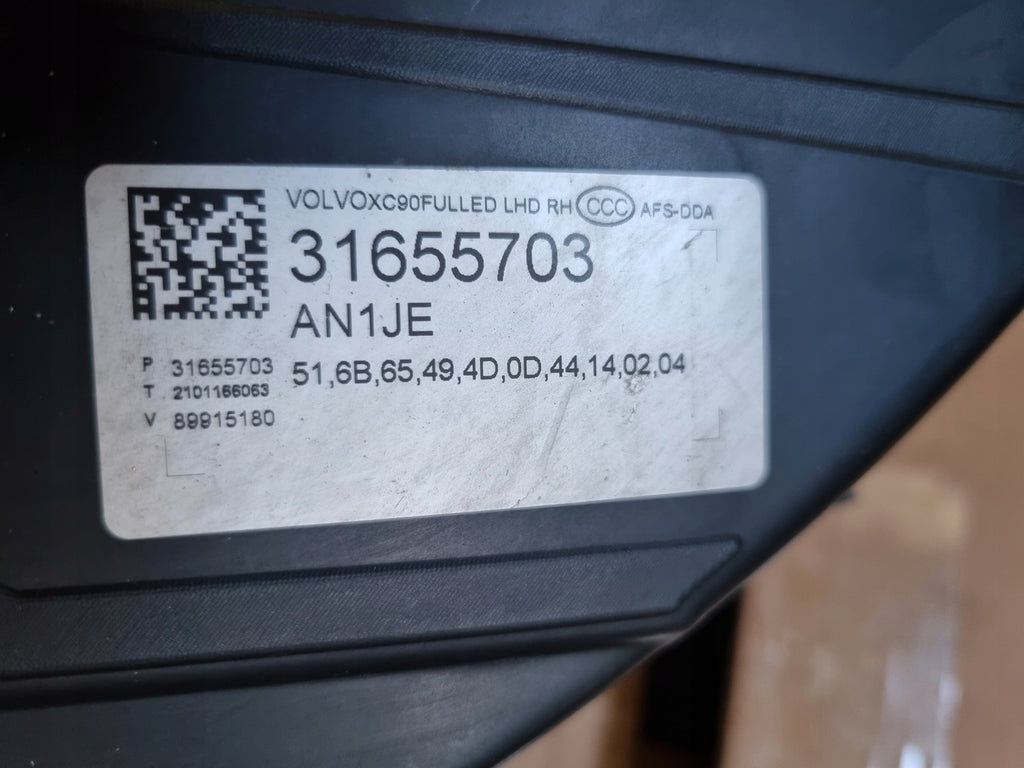 VOLVOXC90FULLED LHD RH CCC AFS-DDA
31655703
AN1JE
P 31655703
51,6B,65,49,4D,0D,44,14,02,04
T 2101166063
V 89915180